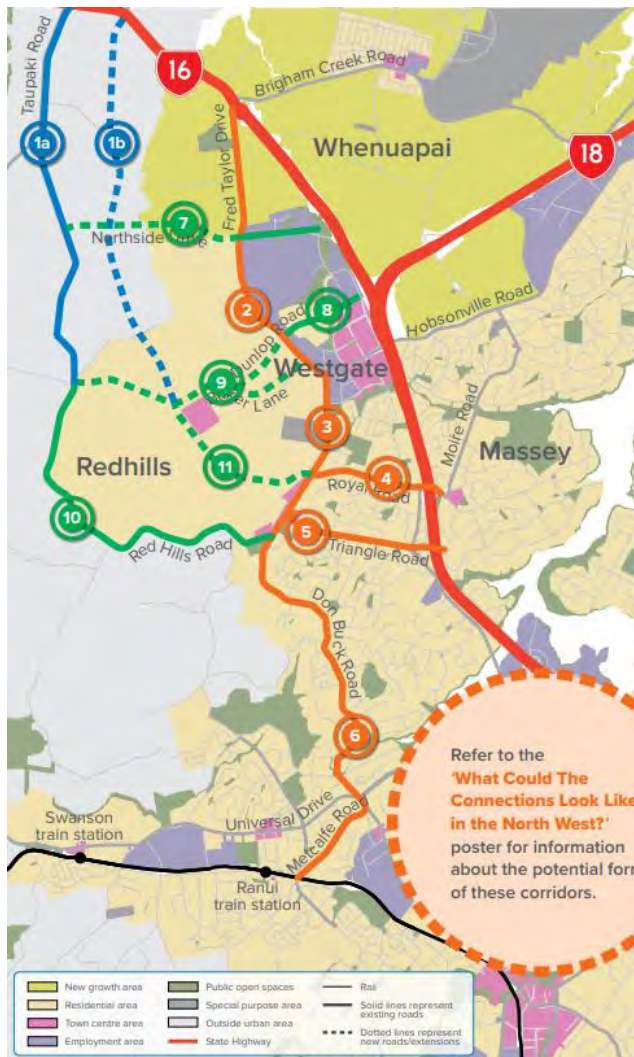 Taupaki Road
16
Brigham Creek Road
1a
1b
Fred Taylor Drive
Whenuapai
18
7
Northside Drive
2
8
Hobsonville Road
Dunlop Road
Westgate
9
Lane
3
Moire Road
Massey
Redhills
11
4
Royal Road
10
5
Red Hills Road
Triangle Road
Don Buck Road
6
Refer to the
'What Could The
Connections Look Like
in the North West?'
poster for information
about the potential form
of these corridors.
Swanson
train station
Universal Drive
Metcalfe Road
Ranui
train station
New growth area
Residential area
Town centre area
Employment area
Public open spaces
Special purpose area
Outside urban area
State Highway
Rail
Solid lines represent
existing roads
Dotted lines represent
new roads/extensions